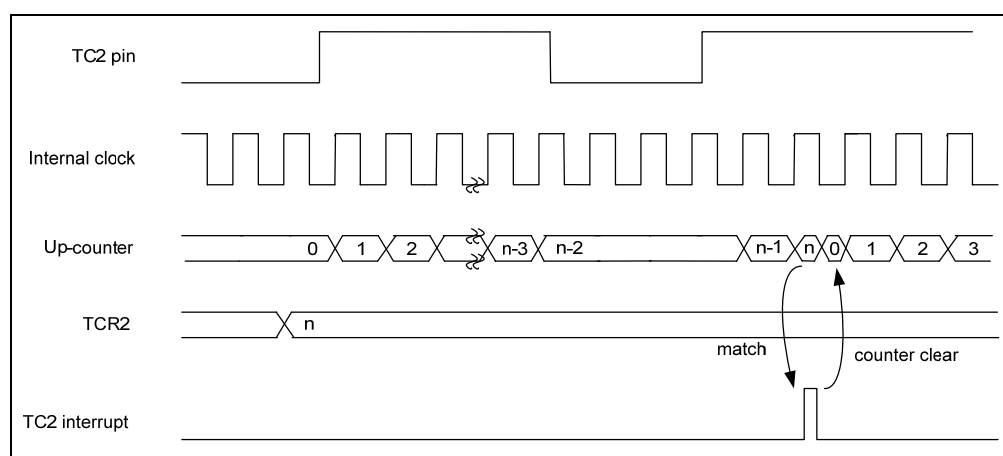 TC2 pin
Internal clock
Up-counter 0 1 2 n-3 n-2 n-1 n 0 1 2 3
TCR2 n
match counter clear
TC2 interrupt